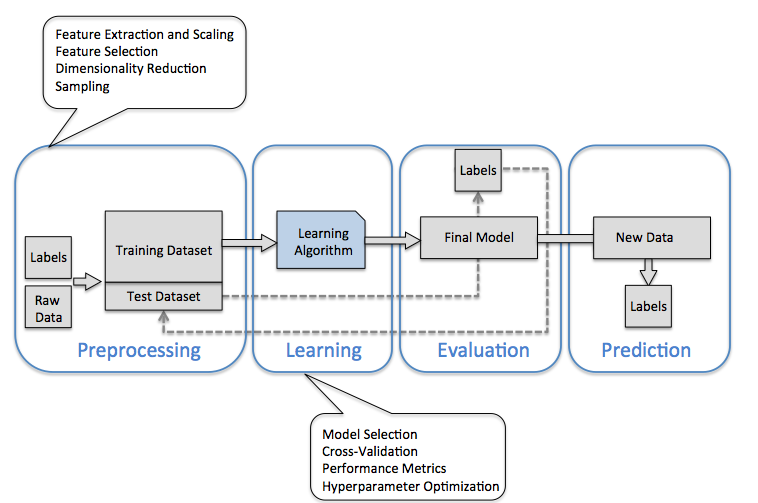 Feature Extraction and Scaling
Feature Selection
Dimensionality Reduction
Sampling
Labels
Raw
Data
Training Dataset
Test Dataset
Preprocessing
Learning
Algorithm
Learning
Labels
Final Model
Evaluation
New Data
Labels
Prediction
Model Selection
Cross-Validation
Performance Metrics
Hyperparameter Optimization